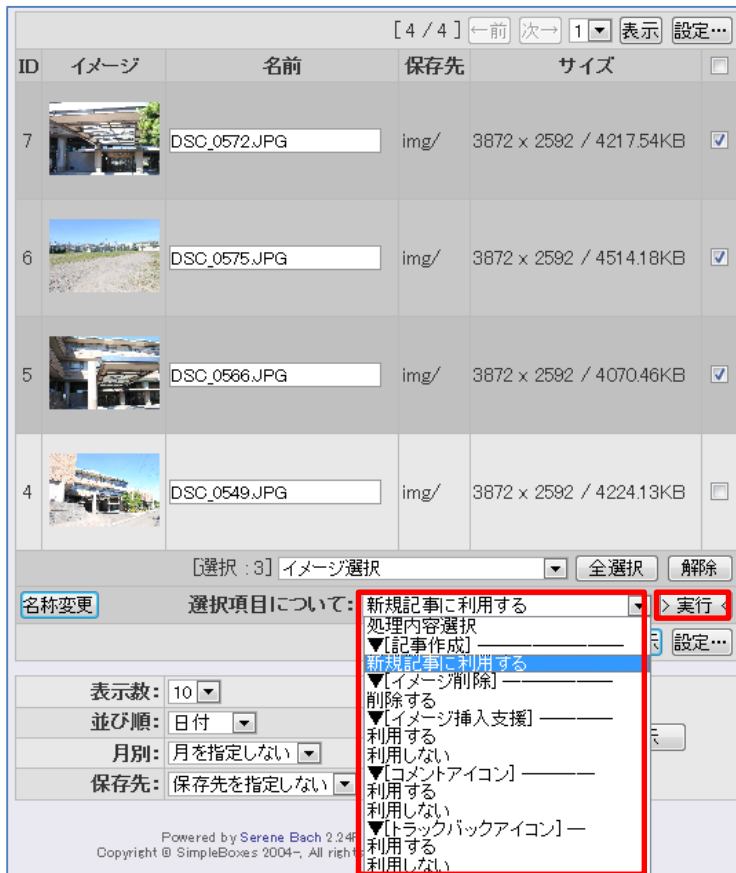 [4 / 4] ←前 次→ 1 表示 設定…
ID イメージ 名前 保存先 サイズ
7 DSC_0572.JPG img/ 3872 x 2592 / 4217.54KB
6 DSC_0575.JPG img/ 3872 x 2592 / 4514.18KB
5 DSC_0566.JPG img/ 3872 x 2592 / 4070.46KB
4 DSC_0549.JPG img/ 3872 x 2592 / 4224.13KB
[選択 : 3] イメージ選択 全選択 解除
名称変更 選択項目について: 新規記事に利用する > 実行 <
処理内容選択
▼[記事作成] ――――――――
設定…
新規記事に利用する
▼[イメージ削除] ――――――
削除する
▼[イメージ挿入支援] ――――
利用する
利用しない
▼[コメントアイコン] ――――
利用する
利用しない
▼[トラックバックアイコン] ―
利用する
利用しない
表示数: 10
並び順: 日付
月別: 月を指定しない
保存先: 保存先を指定しない
Powered by Serene Bach 2.24
Copyright © SimpleBoxes 2004-, All